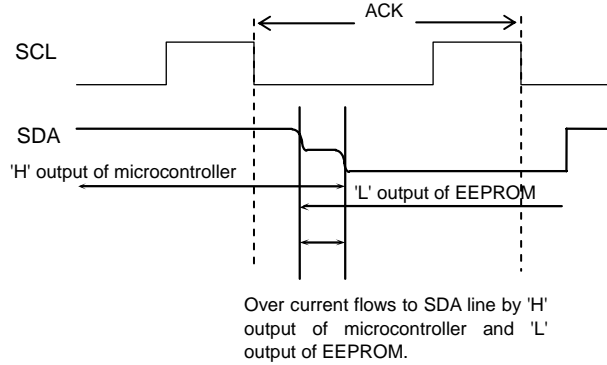 ACK
SCL
SDA
'H' output of microcontroller
'L' output of EEPROM
Over current flows to SDA line by 'H'
output of microcontroller and 'L'
output of EEPROM.